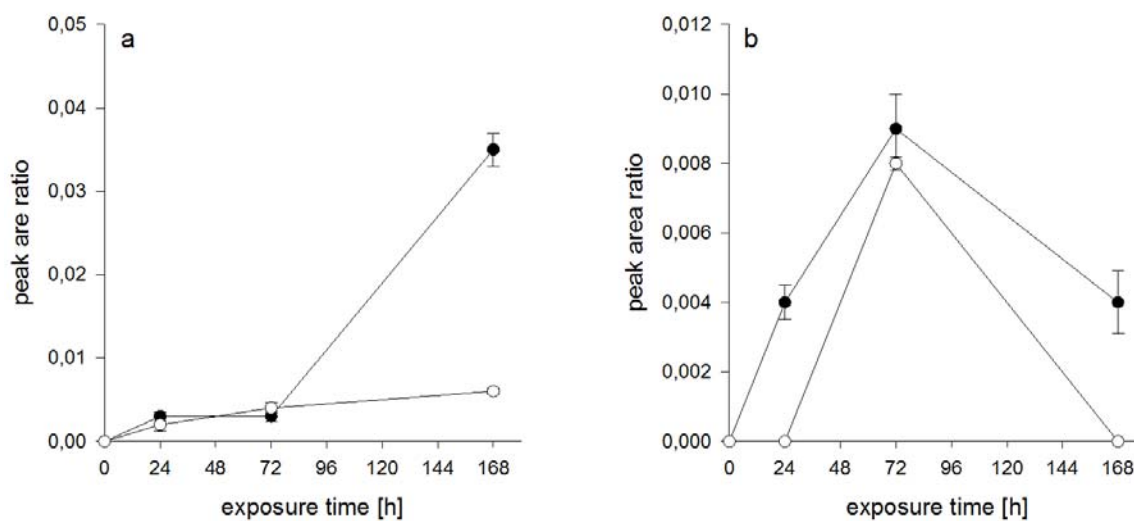 a
0,05
0,04
0,03
0,02
0,01
0,00
peak are ratio
0 24 48 72 96 120 144 168
exposure time [h]
b
0,012
0,010
0,008
0,006
0,004
0,002
0,000
peak area ratio
0 24 48 72 96 120 144 168
exposure time [h]